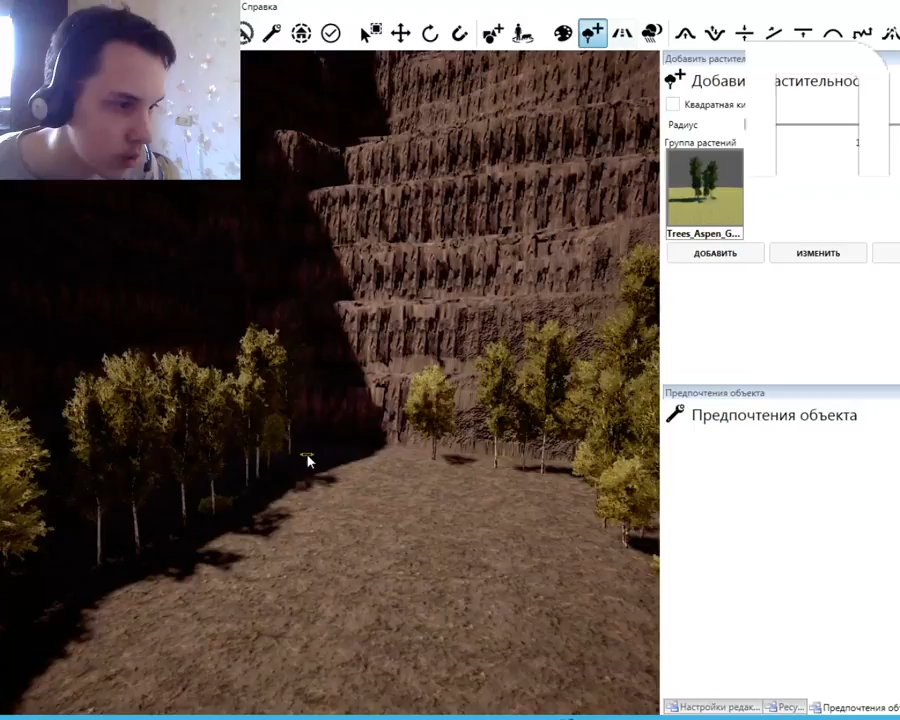 Справка
Добавить растител
Добави
астительнос
Квадратная ки
Радиус
Группа растений
Trees_Aspen_G...
ДОБАВИТЬ
ИЗМЕНИТЬ
Предпочтения объекта
Предпочтения объекта
Настройки редак...
Ресу...
Предпочтения об